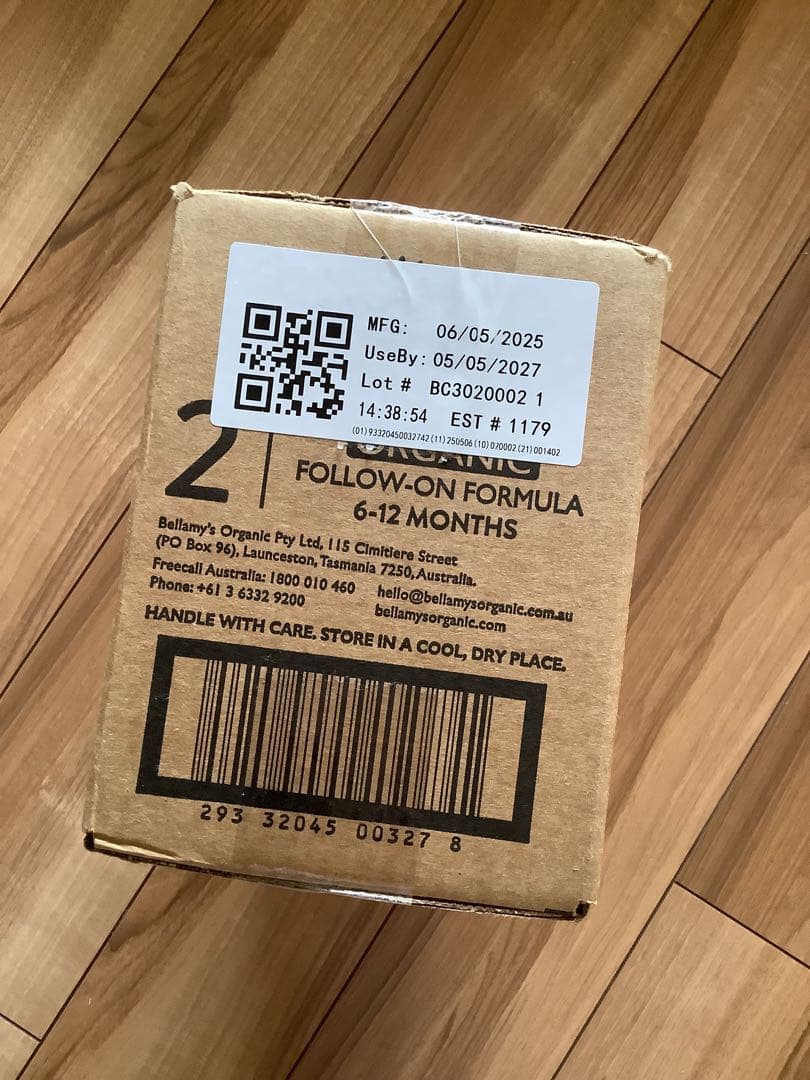 MFG: 06/05/2025
UseBy: 05/05/2027
Lot # BC3020002 1
14:38:54 EST # 1179
(01)93320450032742(11)250506(10)020002(21)001402
2
ORGANIC
FOLLOW-ON FORMULA
6-12 MONTHS
Bellamy's Organic Pty Ltd, 115 Cimitiere Street
(PO Box 96), Launceston, Tasmania 7250, Australia.
Freecall Australia: 1800 010 460 hello@bellamysorganic.com.au
Phone: +61 3 6332 9200 bellamysorganic.com
HANDLE WITH CARE. STORE IN A COOL, DRY PLACE.
293 32045 00327 8